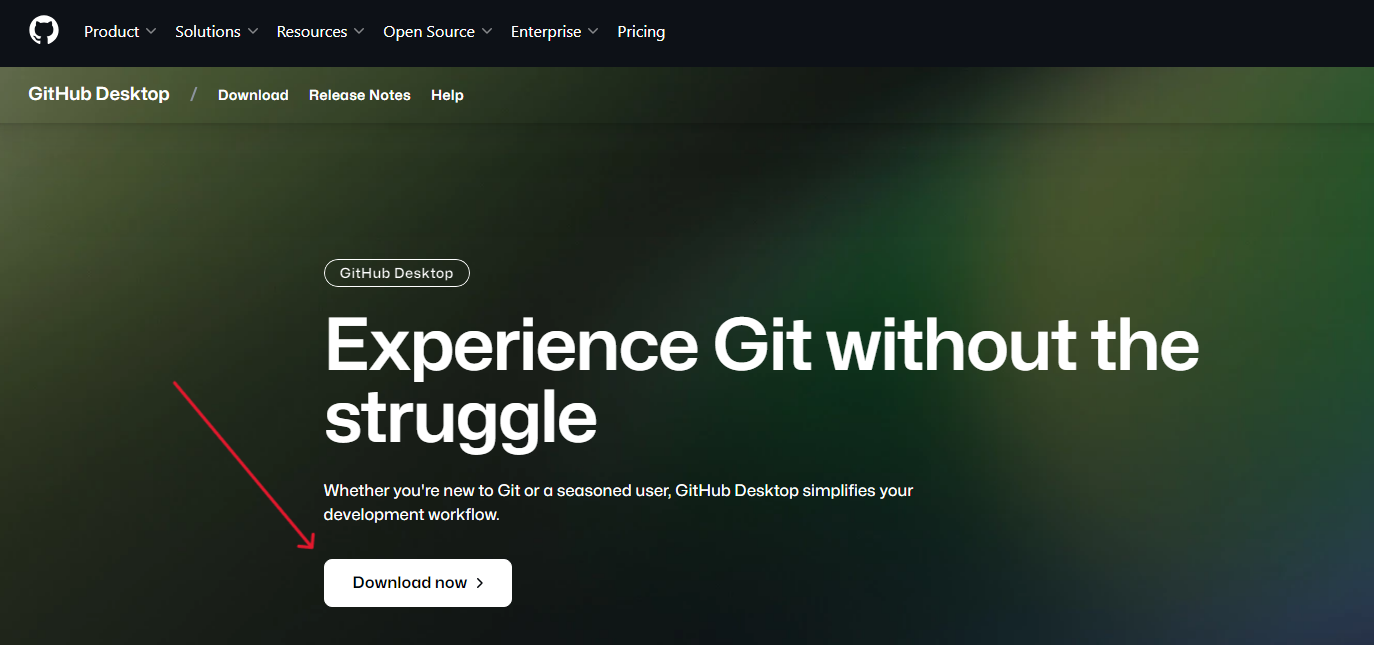 Product Solutions Resources Open Source Enterprise Pricing
GitHub Desktop / Download Release Notes Help
GitHub Desktop
Experience Git without the
struggle
Whether you're new to Git or a seasoned user, GitHub Desktop simplifies your
development workflow.
Download now